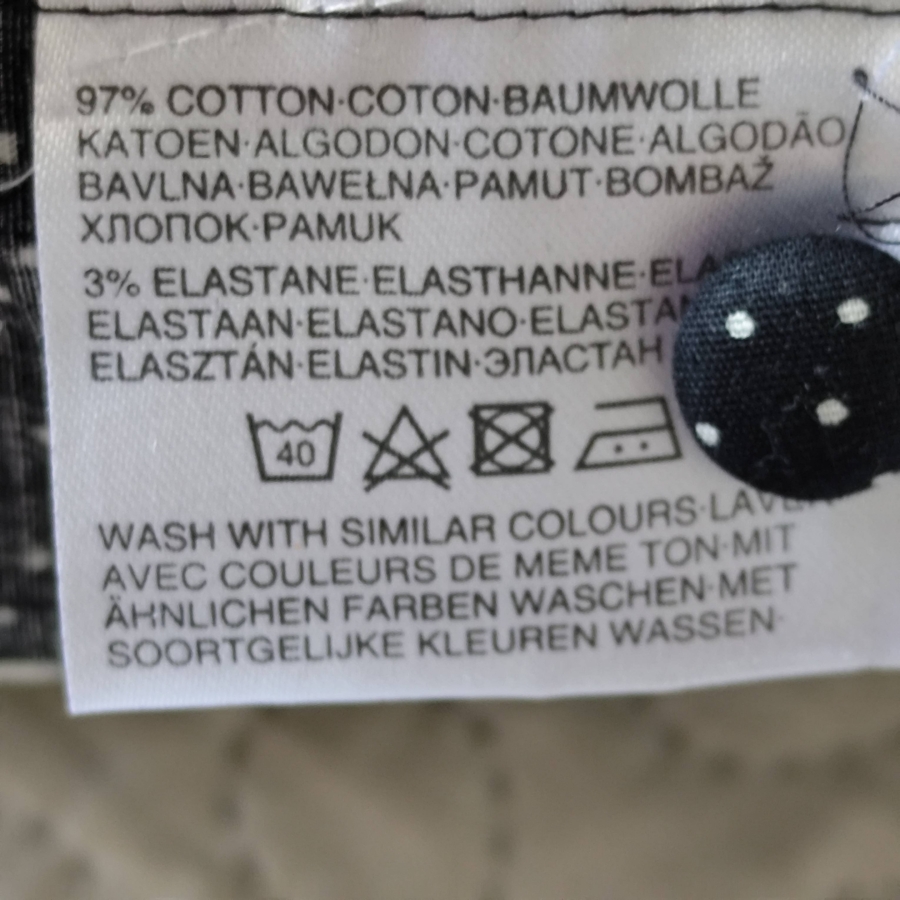 97% COTTON·COTON·BAUMWOLLE
KATOEN·ALGODON·COTONE·ALGODÃO
BAVLNA·BAWEŁNA·PAMUT·BOMBAŽ
ХЛОПОК·PAMUK
3% ELASTANE·ELASTHANNE·
ELASTAAN·ELASTANO·
ELASZTÁN·ELASTIN·ЭЛАСТАН
40
WASH WITH SIMILAR COLOURS·
AVEC COULEURS DE MEME TON·MIT
ÄHNLICHEN FARBEN WASCHEN·MET
SOORTGELIJKE KLEUREN WASSEN·